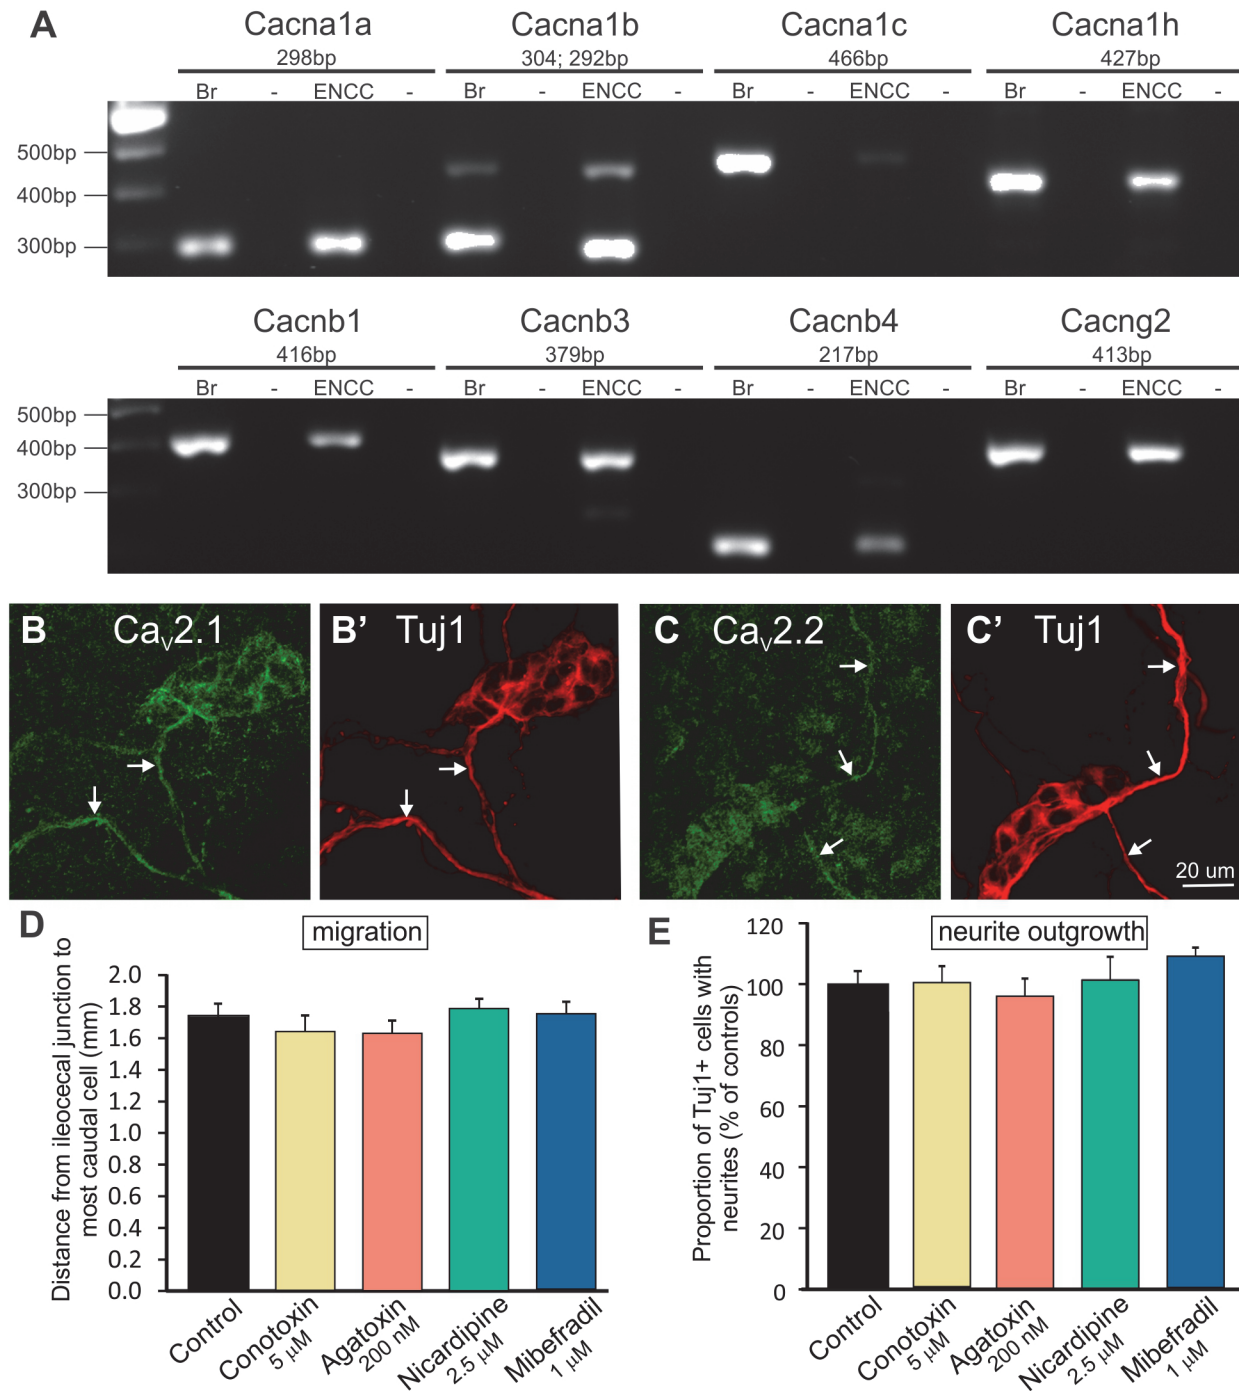 A
Cacna1a Cacna1b Cacna1c Cacna1h
298bp 304; 292bp 466bp 427bp
Br - ENCC - Br - ENCC - Br - ENCC - Br - ENCC -
500bp
400bp
300bp
Cacnb1 Cacnb3 Cacnb4 Cacng2
416bp 379bp 217bp 413bp
Br - ENCC - Br - ENCC - Br - ENCC - Br - ENCC -
500bp
400bp
300bp
B Cav2.1 B’ Tuj1 C Cav2.2 C’ Tuj1
20 um
D
migration
Distance from ileocecal junction to
most caudal cell (mm)
2.0
1.8
1.6
1.4
1.2
1.0
0.8
0.6
0.4
0.2
0.0
Control
Conotoxin
5 μM
Agatoxin
200 nM
Nicardipine
2.5 μM
Mibefradil
1 μM
E
neurite outgrowth
Proportion of Tuj1+ cells with
neurites (% of controls)
120
100
80
60
40
20
0
Control
Conotoxin
5 μM
Agatoxin
200 nM
Nicardipine
2.5 μM
Mibefradil
1 μM